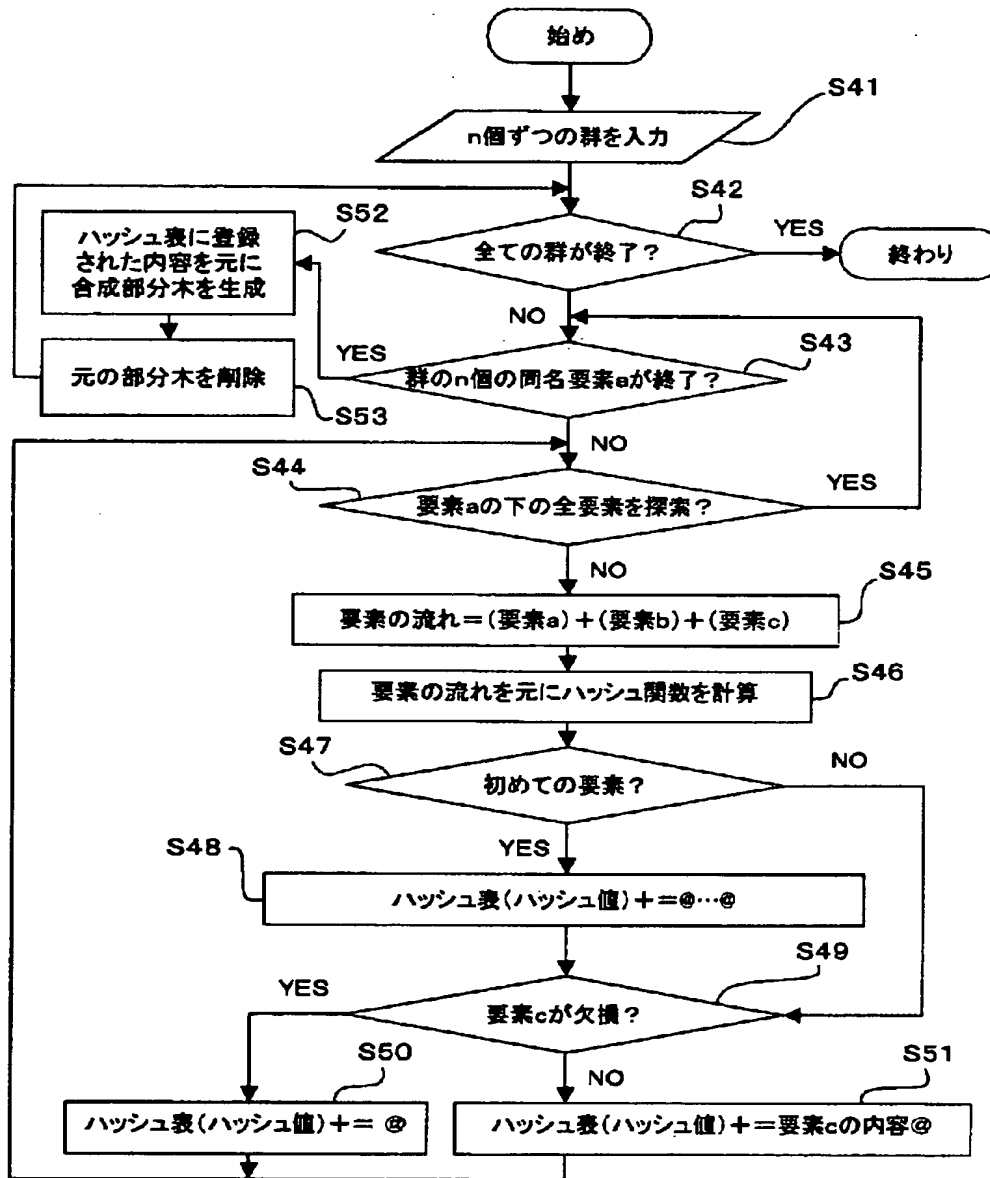 始め
S41
n個ずつの群を入力
S42
全ての群が終了?
YES
終わり
S52
ハッシュ表に登録
された内容を元に
合成部分木を生成
NO
S43
YES
群のn個の同名要素aが終了?
元の部分木を削除
S53
NO
S44
要素aの下の全要素を探索?
YES
NO
S45
要素の流れ=(要素a)+(要素b)+(要素c)
S46
要素の流れを元にハッシュ関数を計算
S47
NO
初めての要素?
YES
S48
ハッシュ表(ハッシュ値)+=@…@
S49
YES
要素cが欠損?
S50
NO
S51
ハッシュ表(ハッシュ値)+= @
ハッシュ表(ハッシュ値)+=要素cの内容@